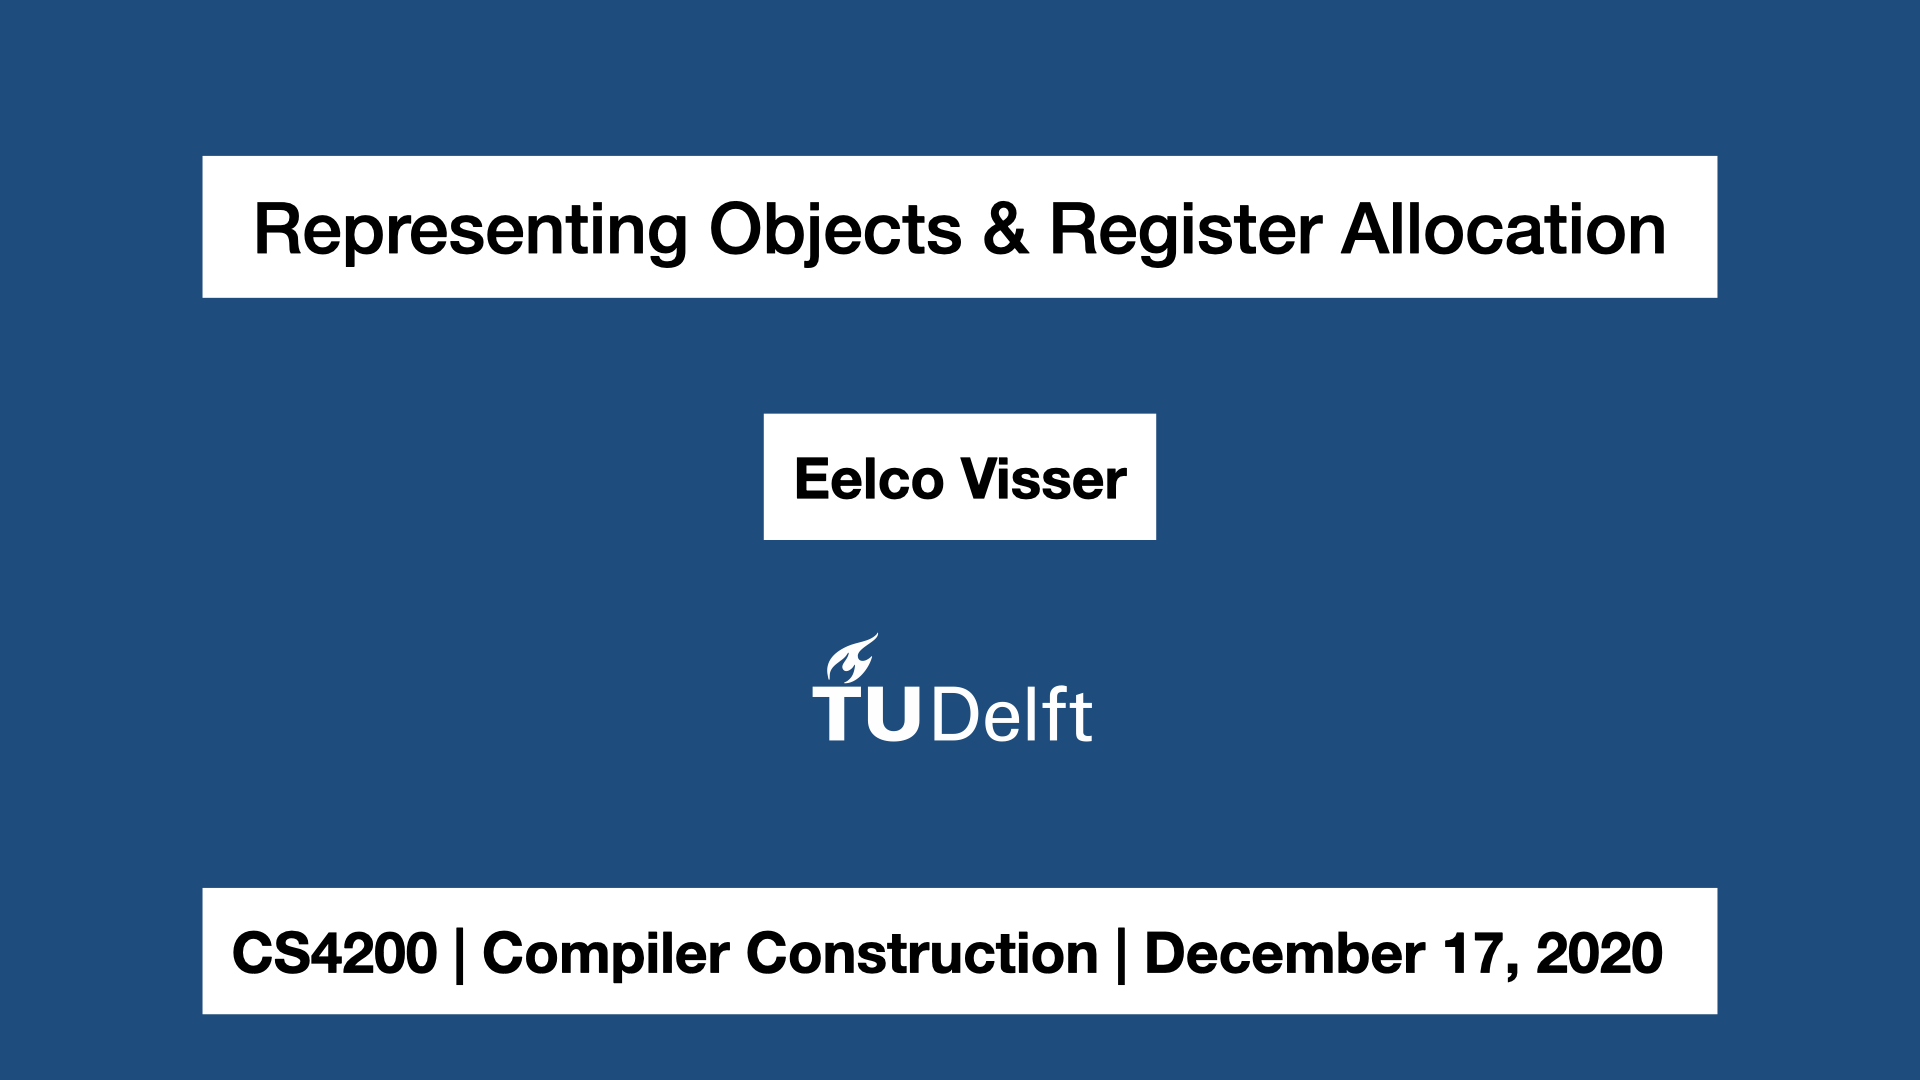 Representing Objects & Register Allocation
Eelco Visser
TUDelft
CS4200 | Compiler Construction | December 17, 2020